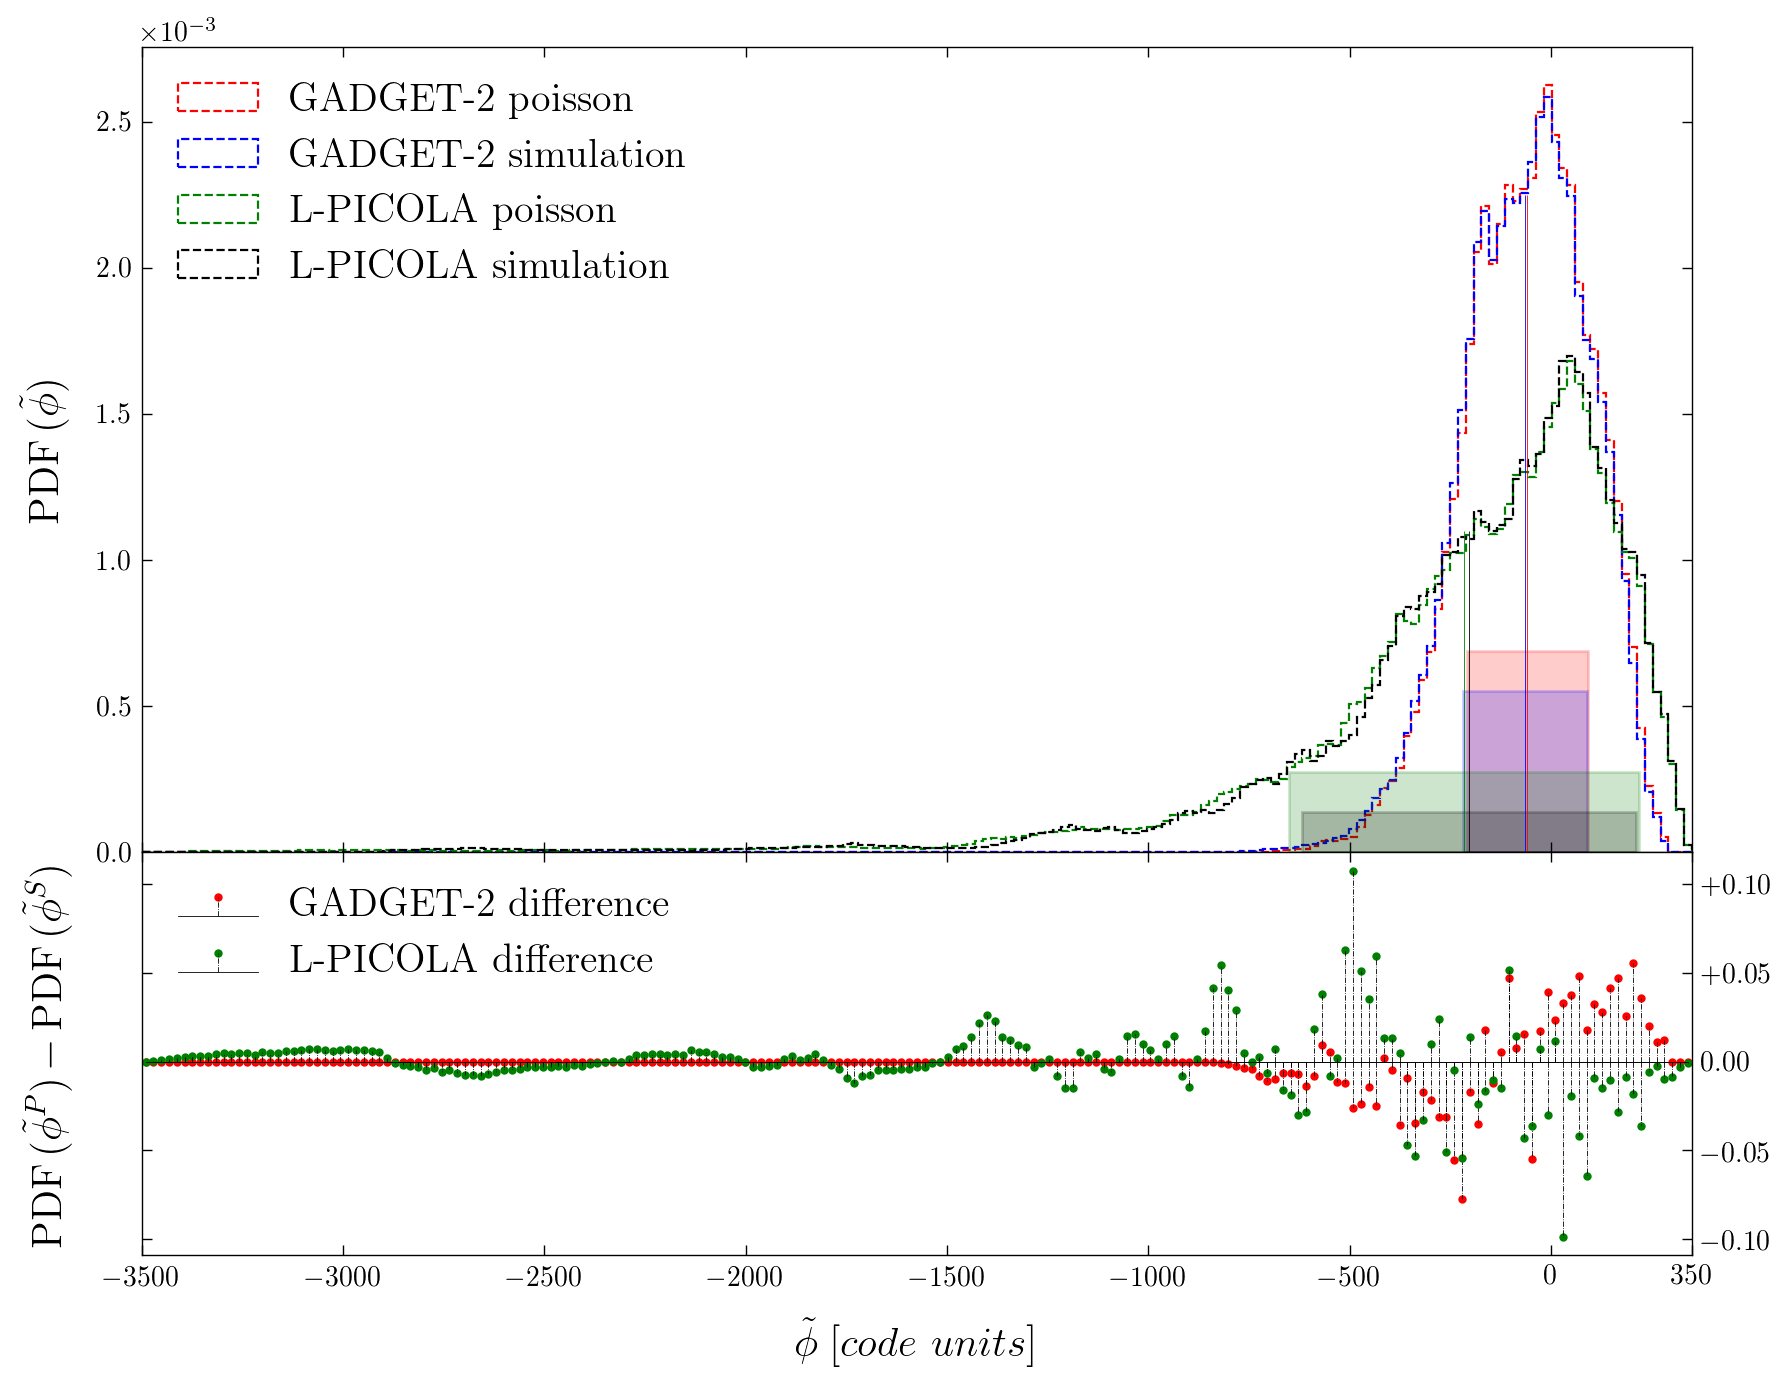 ×10⁻³
GADGET-2 poisson
GADGET-2 simulation
L-PICOLA poisson
L-PICOLA simulation
2.5
2.0
1.5
1.0
0.5
0.0
PDF (φ̃)
GADGET-2 difference
L-PICOLA difference
PDF (φ̃ᴾ) − PDF (φ̃ˢ)
+0.10
+0.05
0.00
−0.05
−0.10
−3500 −3000 −2500 −2000 −1500 −1000 −500 0 350
φ̃ [code units]